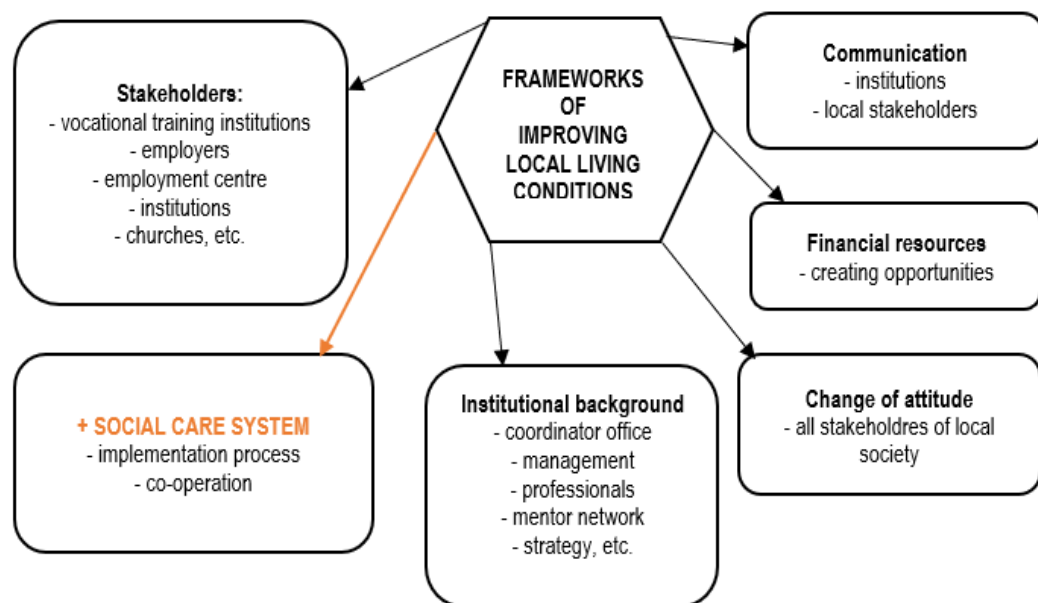 FRAMEWORKS
OF
IMPROVING
LOCAL LIVING
CONDITIONS
Stakeholders:
- vocational training institutions
- employers
- employment centre
- institutions
- churches, etc.
Communication
- institutions
- local stakeholders
Financial resources
- creating opportunities
+ SOCIAL CARE SYSTEM
- implementation process
- co-operation
Institutional background
- coordinator office
- management
- professionals
- mentor network
- strategy, etc.
Change of attitude
- all stakeholdres of local
society